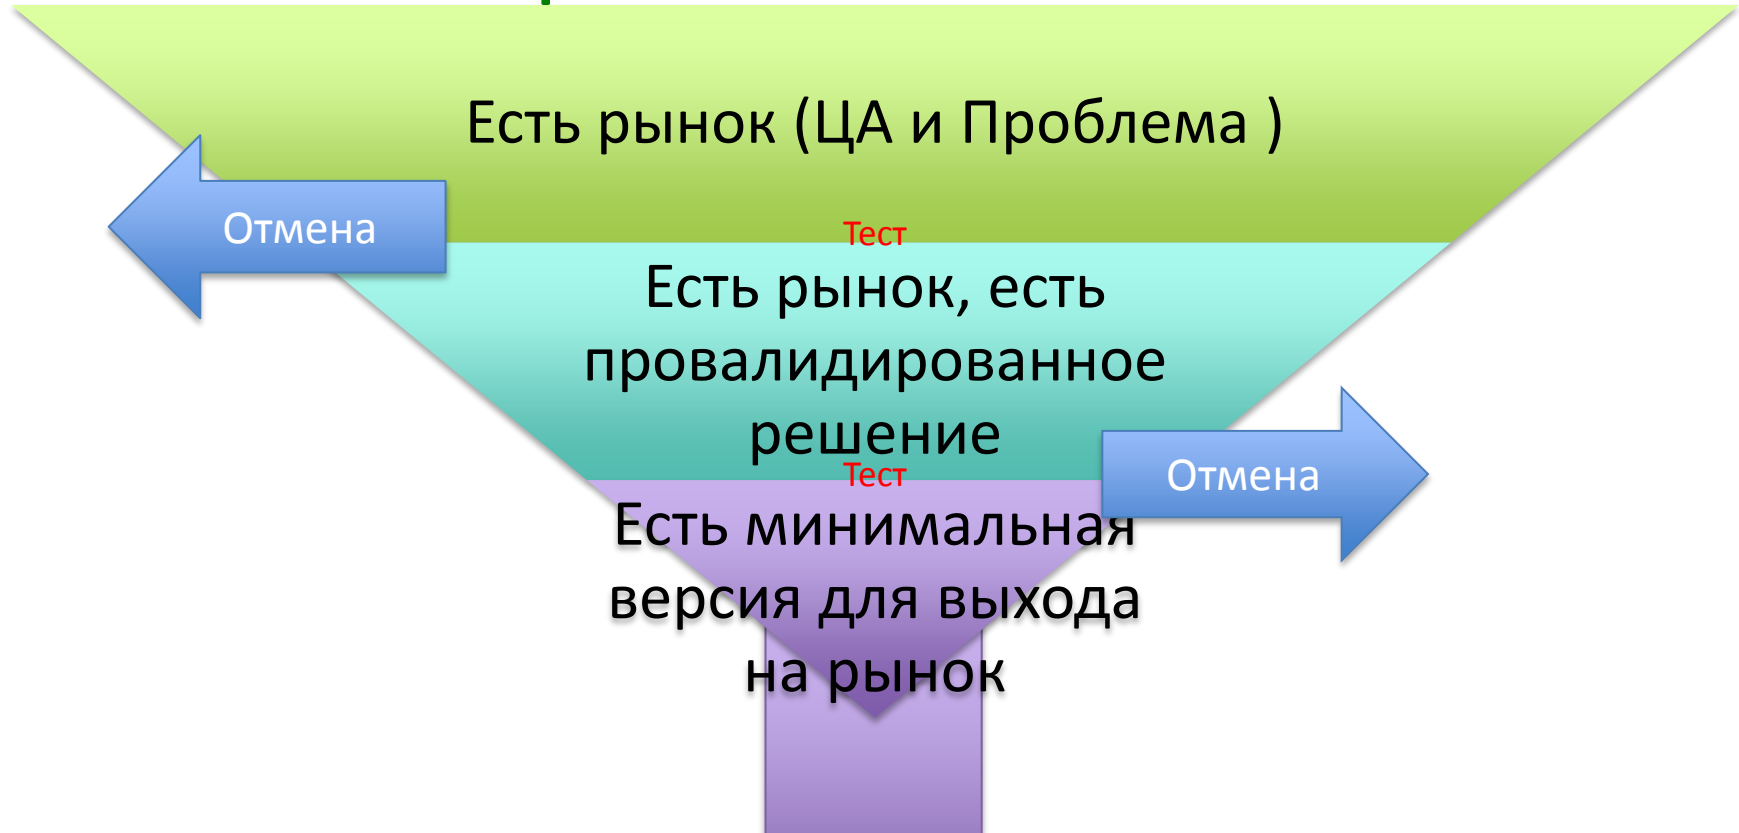 Есть рынок (ЦА и Проблема )
Отмена
Тест
Есть рынок, есть
провалидированное
решение
Тест
Отмена
Есть минимальная
версия для выхода
на рынок